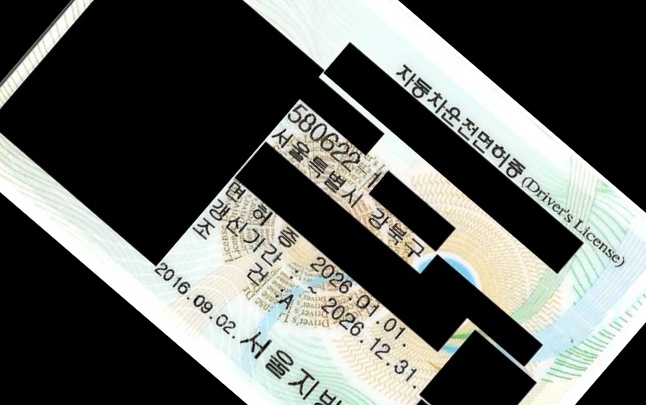 자동차운전면허증 (Driver's License)
580622-1
서울특별시 강북구
면 허 증
갱신기간 : 2026.01.01.
~ 2026.12.31.
조 건 : A
2016.09.02.
서울지방